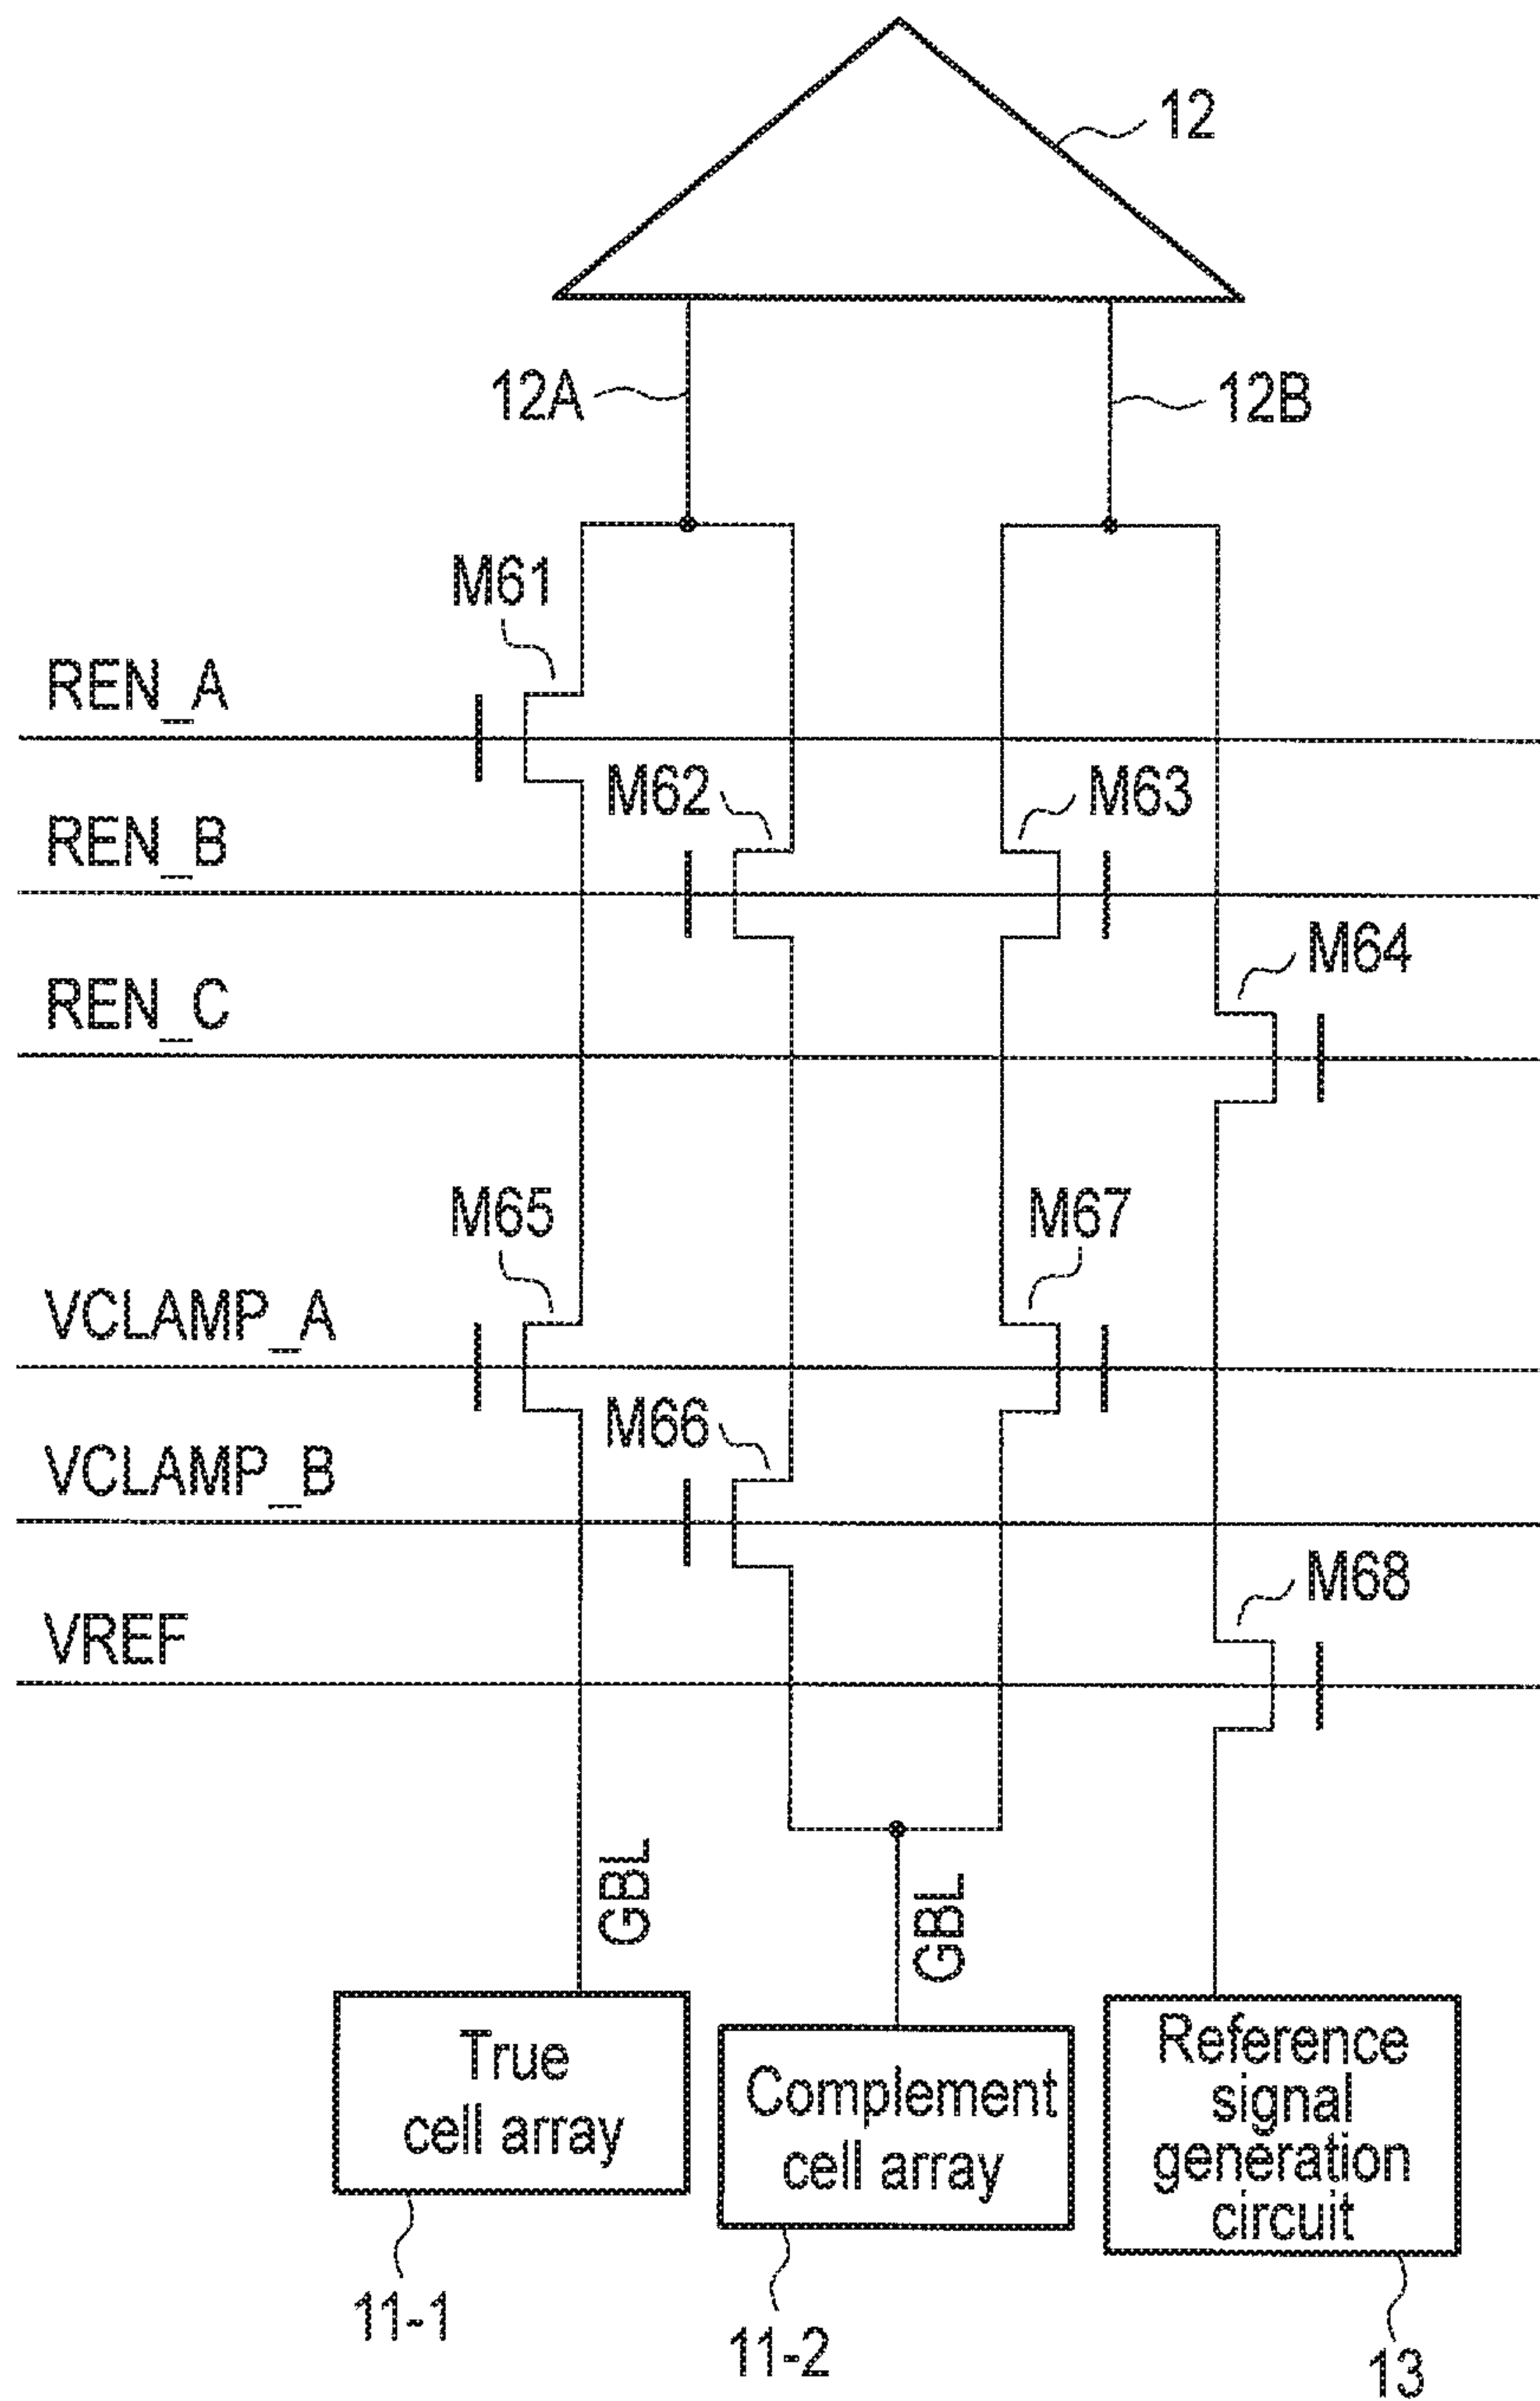 12
12A
12B
M61
REN_A
M62
M63
REN_B
M64
REN_C
M65
M67
VCLAMP_A
M66
VCLAMP_B
M68
VREF
GBL
GBL
True
cell array
Complement
cell array
Reference
signal
generation
circuit
11-1
11-2
13